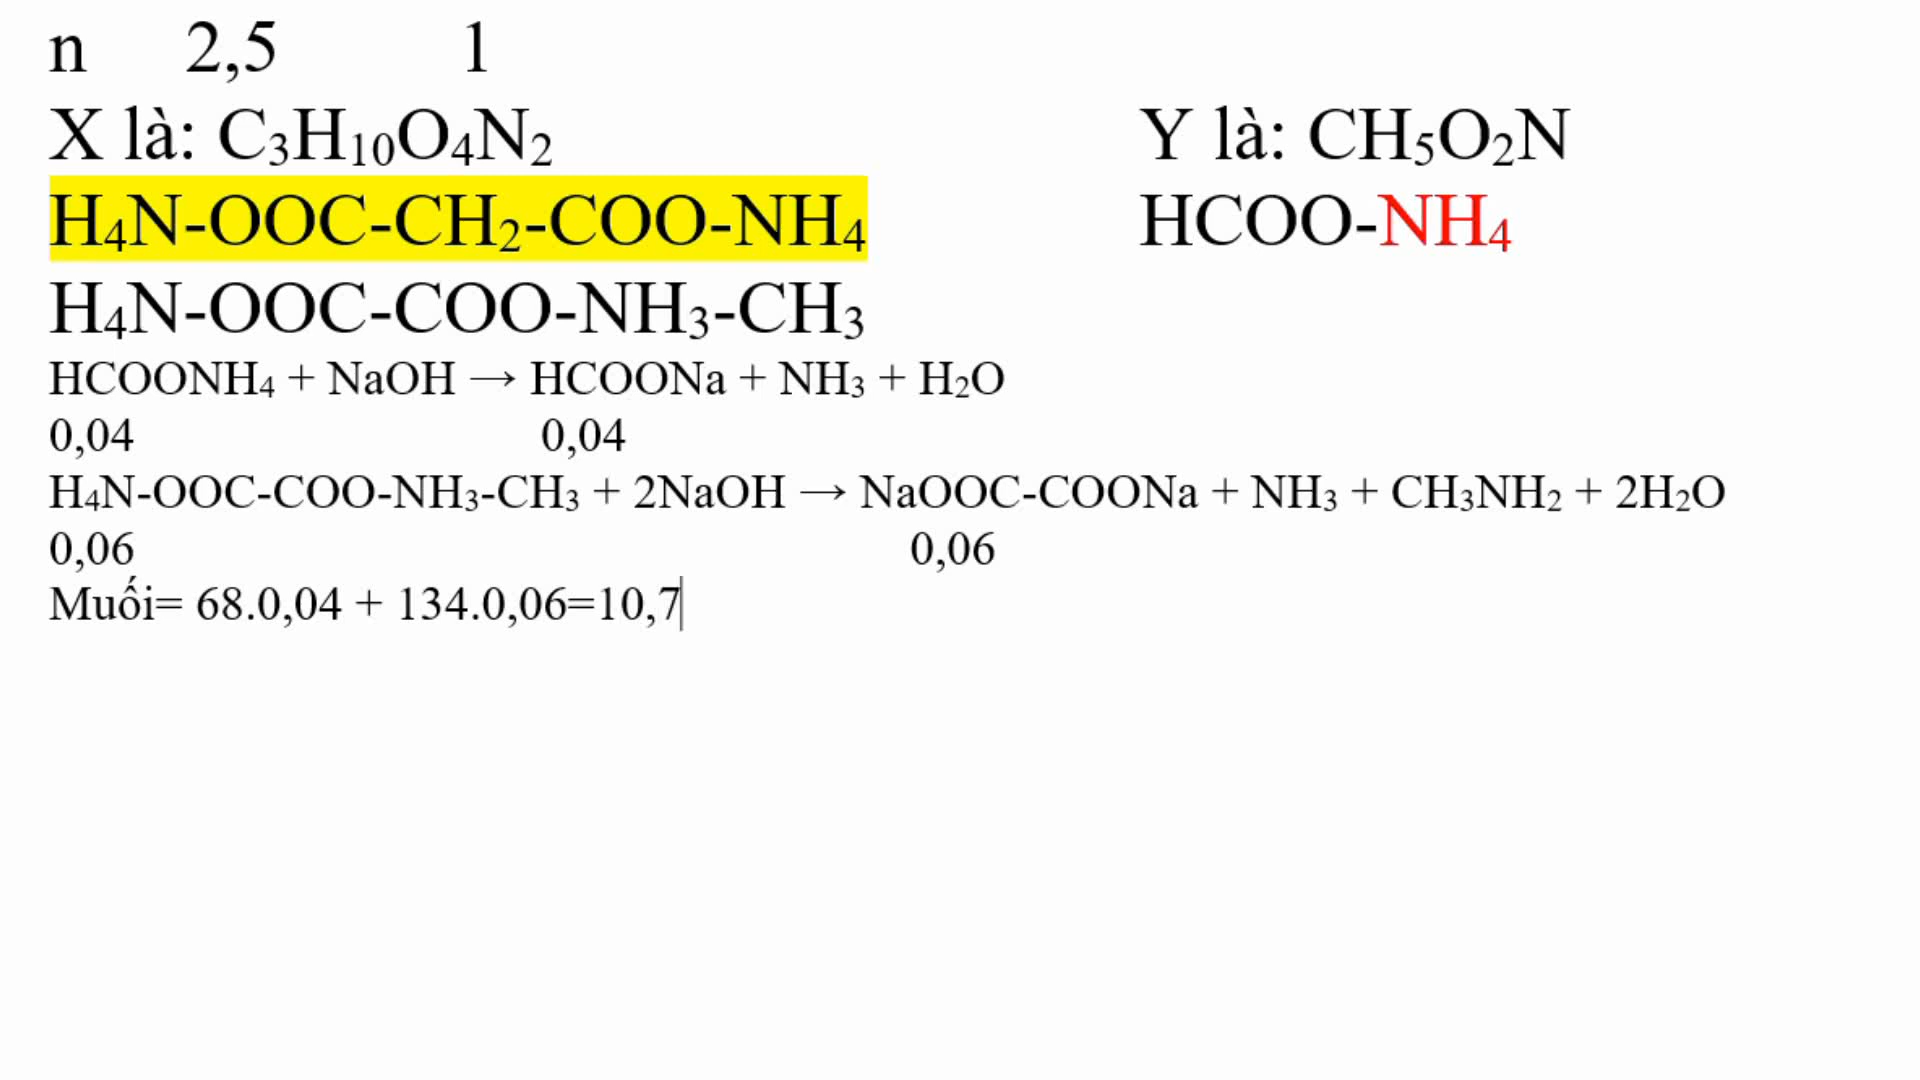 n 2,5 1
X là: C₃H₁₀O₄N₂ Y là: CH₅O₂N
H₄N-OOC-CH₂-COO-NH₄ HCOO-NH₄
H₄N-OOC-COO-NH₃-CH₃
HCOONH₄ + NaOH → HCOONa + NH₃ + H₂O
0,04 0,04
H₄N-OOC-COO-NH₃-CH₃ + 2NaOH → NaOOC-COONa + NH₃ + CH₃NH₂ + 2H₂O
0,06 0,06
Muối= 68.0,04 + 134.0,06=10,7